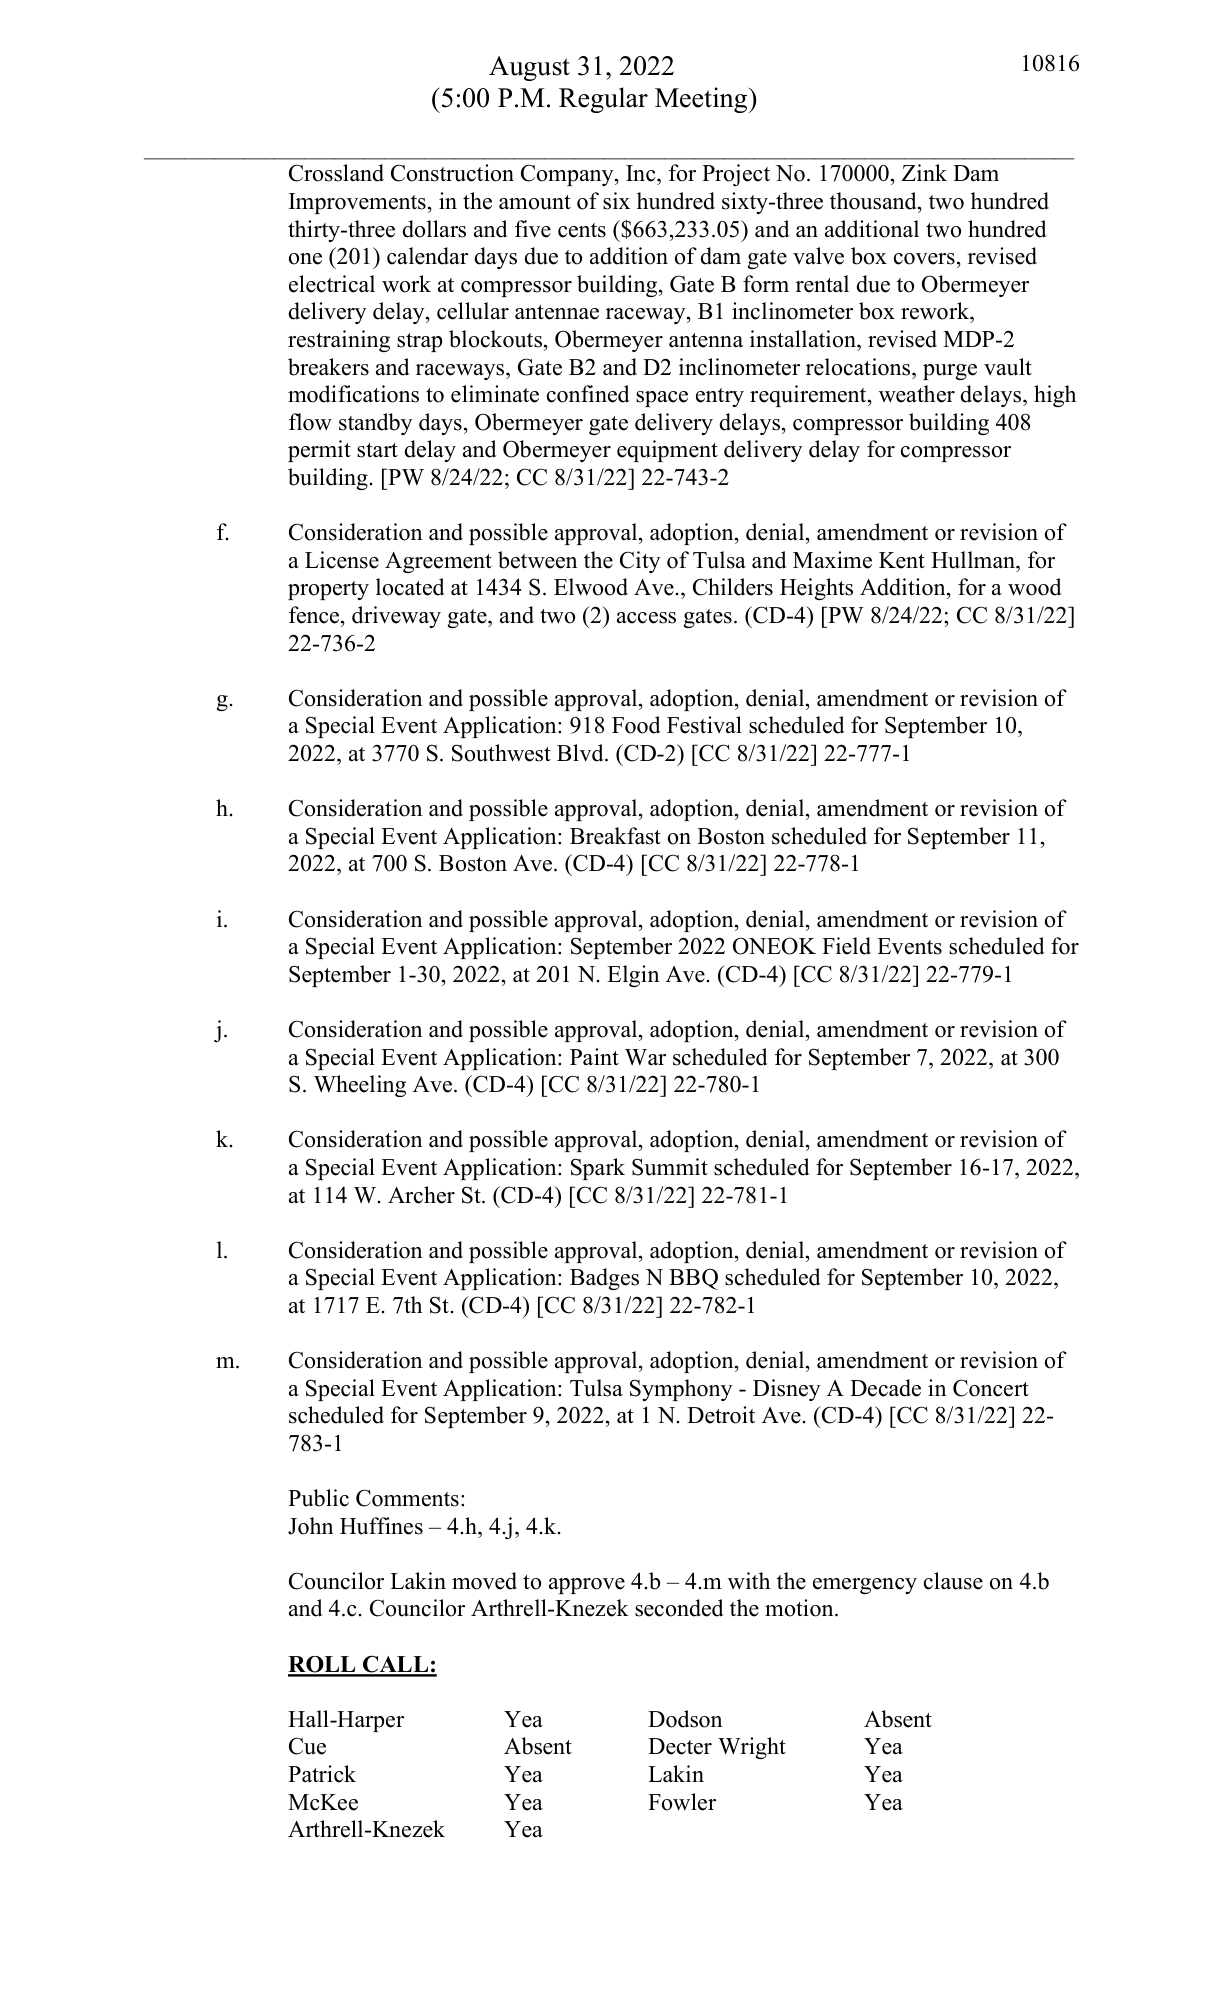 August 31, 2022
10816
(5:00 P.M. Regular Meeting)
Crossland Construction Company, Inc, for Project No. 170000, Zink Dam
Improvements, in the amount of six hundred sixty-three thousand, two hundred
thirty-three dollars and five cents ($663,233.05) and an additional two hundred
one (201) calendar days due to addition of dam gate valve box covers, revised
electrical work at compressor building, Gate B form rental due to Obermeyer
delivery delay, cellular antennae raceway, B1 inclinometer box rework,
restraining strap blockouts, Obermeyer antenna installation, revised MDP-2
breakers and raceways, Gate B2 and D2 inclinometer relocations, purge vault
modifications to eliminate confined space entry requirement, weather delays, high
flow standby days, Obermeyer gate delivery delays, compressor building 408
permit start delay and Obermeyer equipment delivery delay for compressor
building. [PW 8/24/22; CC 8/31/22] 22-743-2
f. Consideration and possible approval, adoption, denial, amendment or revision of
a License Agreement between the City of Tulsa and Maxime Kent Hullman, for
property located at 1434 S. Elwood Ave., Childers Heights Addition, for a wood
fence, driveway gate, and two (2) access gates. (CD-4) [PW 8/24/22; CC 8/31/22]
22-736-2
g. Consideration and possible approval, adoption, denial, amendment or revision of
a Special Event Application: 918 Food Festival scheduled for September 10,
2022, at 3770 S. Southwest Blvd. (CD-2) [CC 8/31/22] 22-777-1
h. Consideration and possible approval, adoption, denial, amendment or revision of
a Special Event Application: Breakfast on Boston scheduled for September 11,
2022, at 700 S. Boston Ave. (CD-4) [CC 8/31/22] 22-778-1
i. Consideration and possible approval, adoption, denial, amendment or revision of
a Special Event Application: September 2022 ONEOK Field Events scheduled for
September 1-30, 2022, at 201 N. Elgin Ave. (CD-4) [CC 8/31/22] 22-779-1
j. Consideration and possible approval, adoption, denial, amendment or revision of
a Special Event Application: Paint War scheduled for September 7, 2022, at 300
S. Wheeling Ave. (CD-4) [CC 8/31/22] 22-780-1
k. Consideration and possible approval, adoption, denial, amendment or revision of
a Special Event Application: Spark Summit scheduled for September 16-17, 2022,
at 114 W. Archer St. (CD-4) [CC 8/31/22] 22-781-1
l. Consideration and possible approval, adoption, denial, amendment or revision of
a Special Event Application: Badges N BBQ scheduled for September 10, 2022,
at 1717 E. 7th St. (CD-4) [CC 8/31/22] 22-782-1
m. Consideration and possible approval, adoption, denial, amendment or revision of
a Special Event Application: Tulsa Symphony - Disney A Decade in Concert
scheduled for September 9, 2022, at 1 N. Detroit Ave. (CD-4) [CC 8/31/22] 22-
783-1
Public Comments:
John Huffines – 4.h, 4.j, 4.k.
Councilor Lakin moved to approve 4.b – 4.m with the emergency clause on 4.b
and 4.c. Councilor Arthrell-Knezek seconded the motion.
ROLL CALL:
Hall-Harper Yea Dodson Absent
Cue Absent Decter Wright Yea
Patrick Yea Lakin Yea
McKee Yea Fowler Yea
Arthrell-Knezek Yea